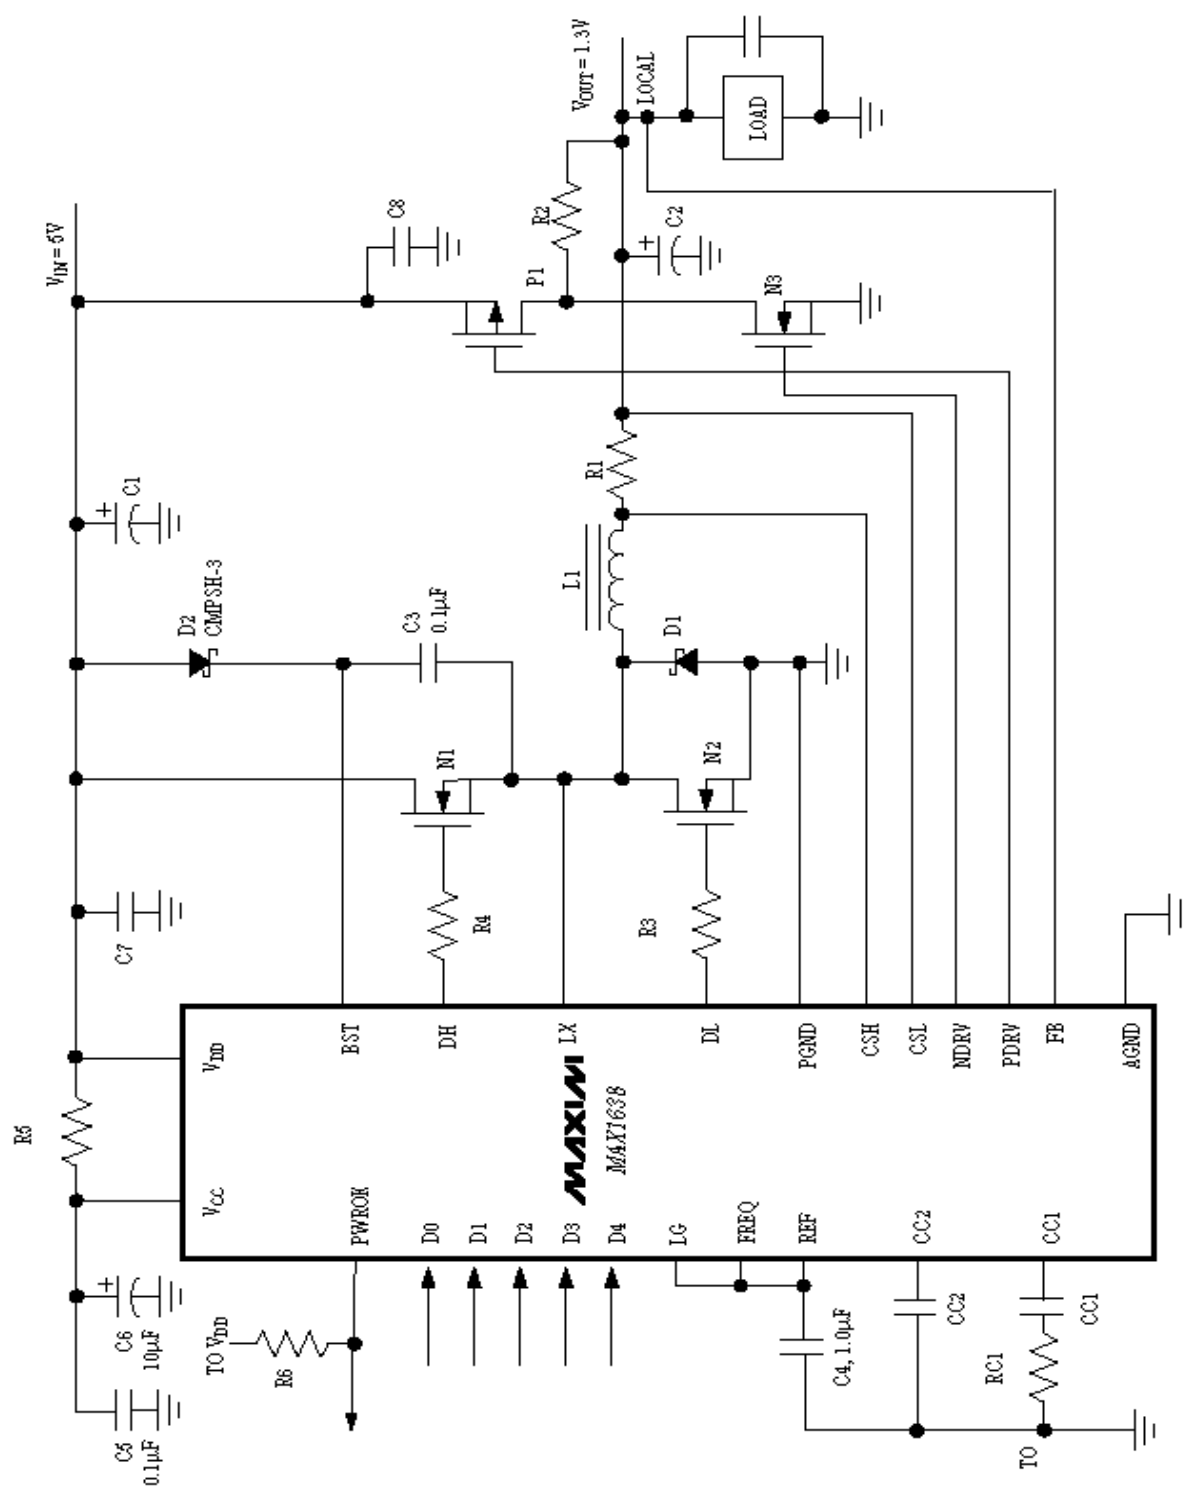 VIN = 5V
VOUT = 1.3V
LOCAL
LOAD
C8
R2
P1
C2
N3
R1
C1
L1
D2
CMPSH-3
C3
0.1µF
D1
N1
N2
C7
R4
R3
R5
VDD
BST
DH
LX
DL
PGND
CSH
CSL
NDRV
PDRV
FB
AGND
MAXIM
MAX1638
VCC
PWROK
D0
D1
D2
D3
D4
LG
FREQ
REF
CC2
CC1
C6
10µF
TO VDD
R6
C4, 1.0µF
CC2
RC1
CC1
C5
0.1µF
TO